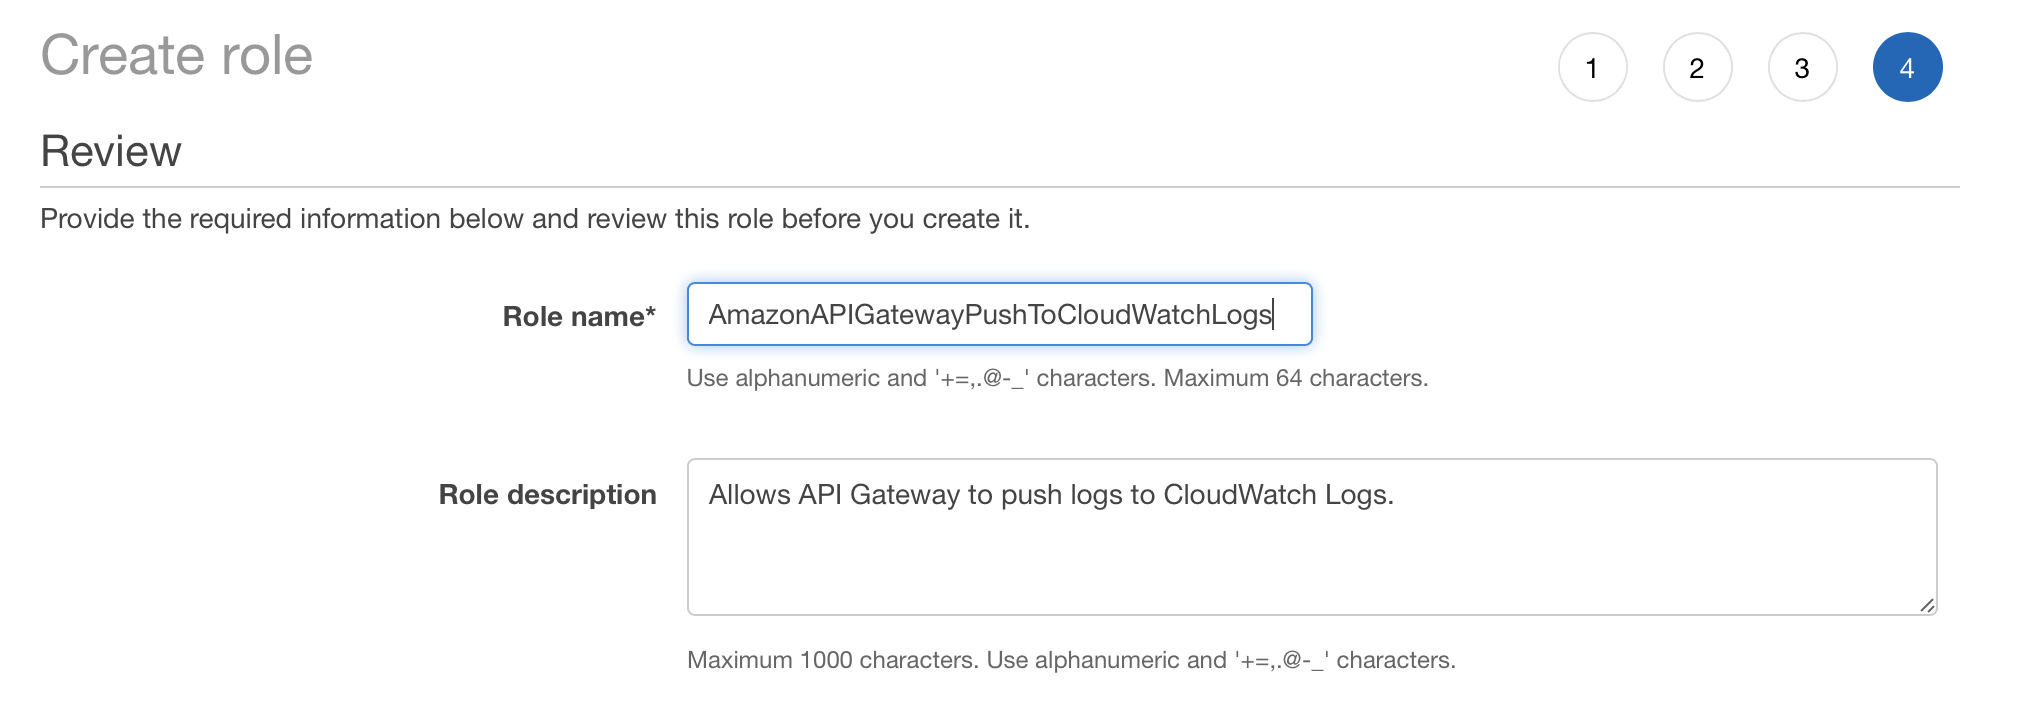 Create role
1 2 3 4
Review
Provide the required information below and review this role before you create it.
Role name* AmazonAPIGatewayPushToCloudWatchLogs
Use alphanumeric and '+=,.@-_' characters. Maximum 64 characters.
Role description Allows API Gateway to push logs to CloudWatch Logs.
Maximum 1000 characters. Use alphanumeric and '+=,.@-_' characters.